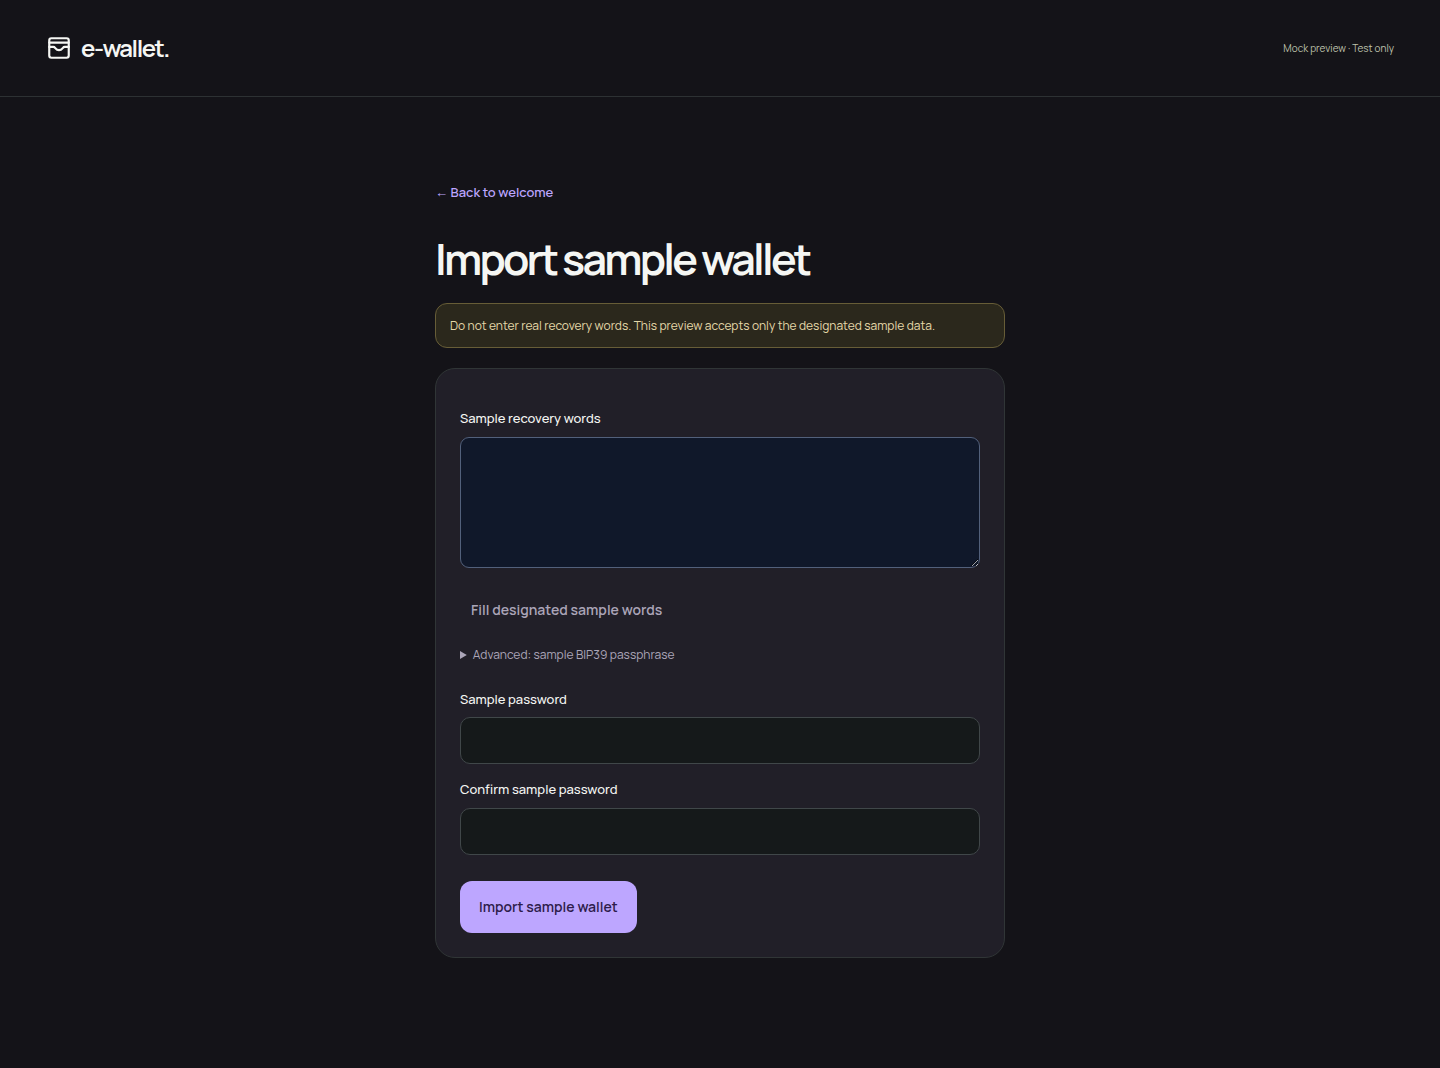 e-wallet.
Mock preview · Test only
← Back to welcome
Import sample wallet
Do not enter real recovery words. This preview accepts only the designated sample data.
Sample recovery words
Fill designated sample words
Advanced: sample BIP39 passphrase
Sample password
Confirm sample password
Import sample wallet